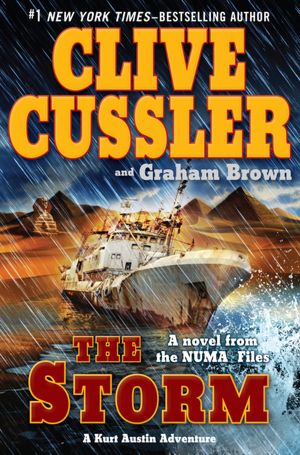 #1 NEW YORK TIMES–BESTSELLING AUTHOR
CLIVE
CUSSLER
and Graham Brown
THE
A novel from
the NUMA Files
STORM
A Kurt Austin Adventure